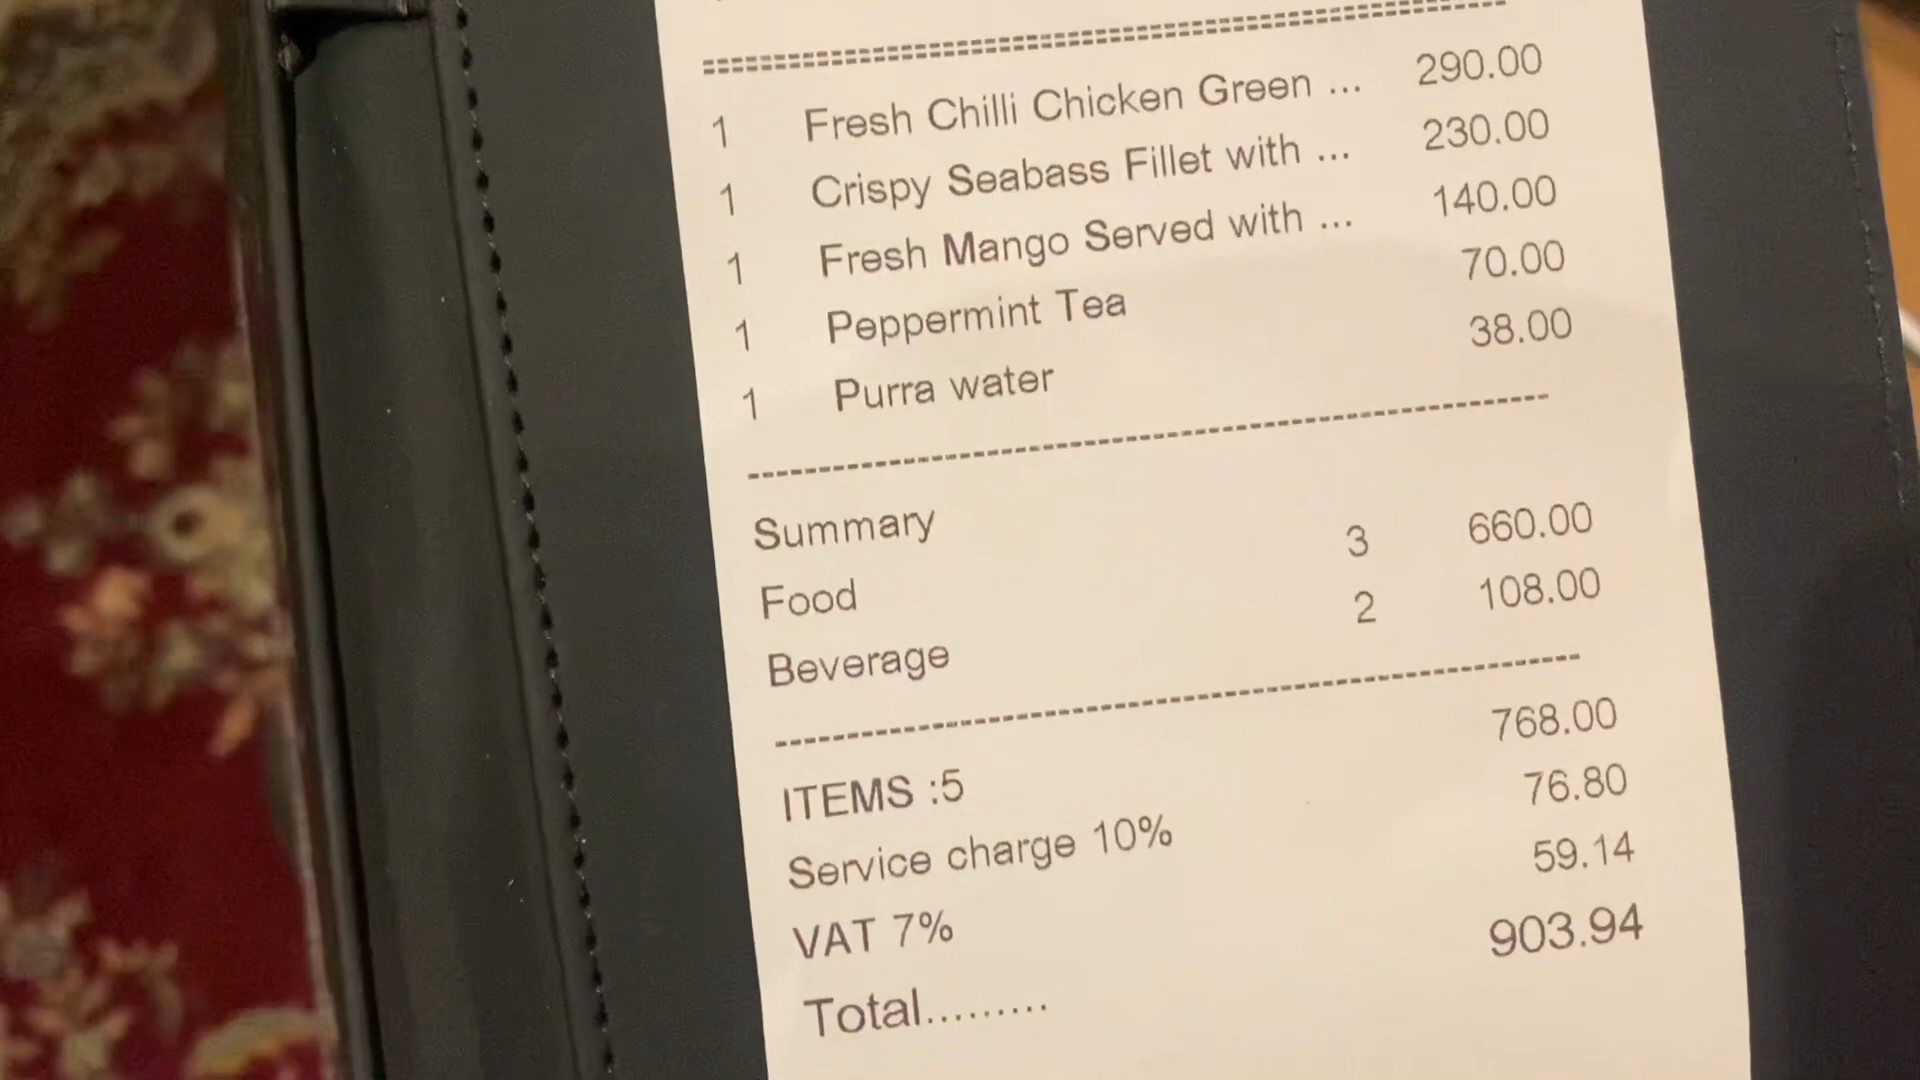 ================================================
1 Fresh Chilli Chicken Green ... 290.00
1 Crispy Seabass Fillet with ... 230.00
1 Fresh Mango Served with ... 140.00
1 Peppermint Tea 70.00
1 Purra water 38.00
------------------------------------------------
Summary
Food 3 660.00
Beverage 2 108.00
------------------------------------------------
ITEMS :5 768.00
Service charge 10% 76.80
VAT 7% 59.14
Total......... 903.94